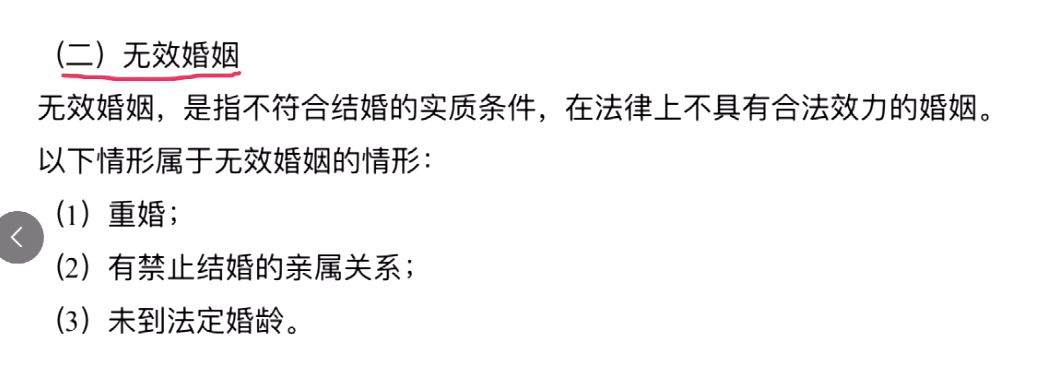 （二）无效婚姻
无效婚姻，是指不符合结婚的实质条件，在法律上不具有合法效力的婚姻。
以下情形属于无效婚姻的情形：
（1）重婚；
（2）有禁止结婚的亲属关系；
（3）未到法定婚龄。